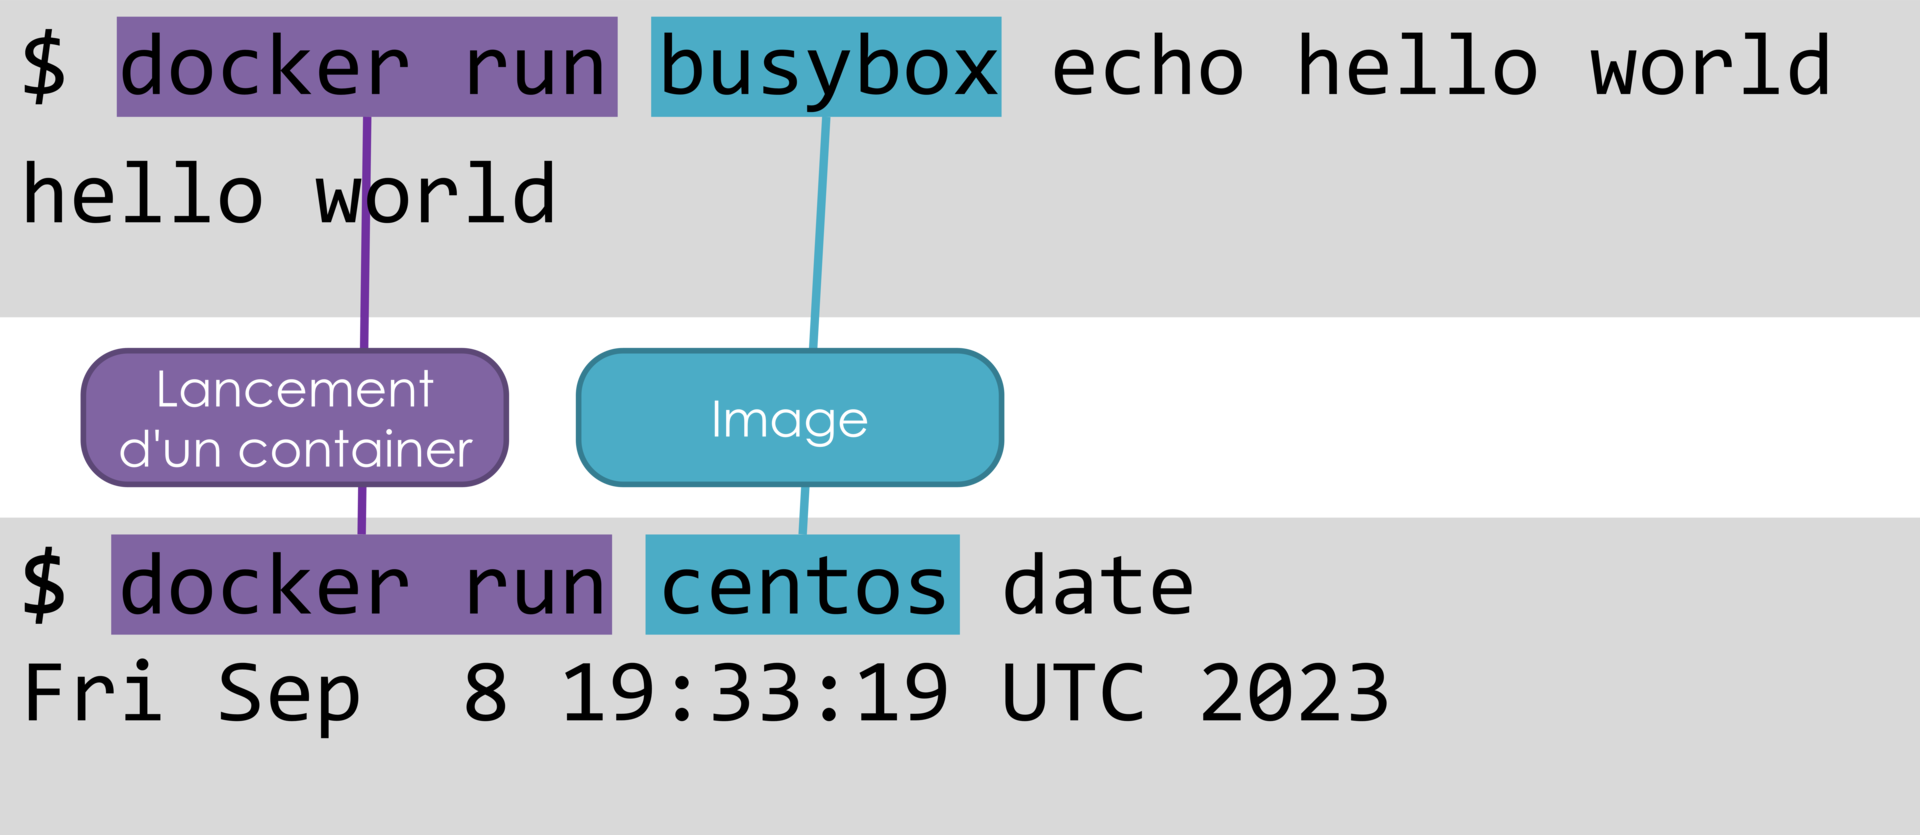 $ docker run busybox echo hello world
hello world
Lancement
d'un container
Image
$ docker run centos date
Fri Sep  8 19:33:19 UTC 2023